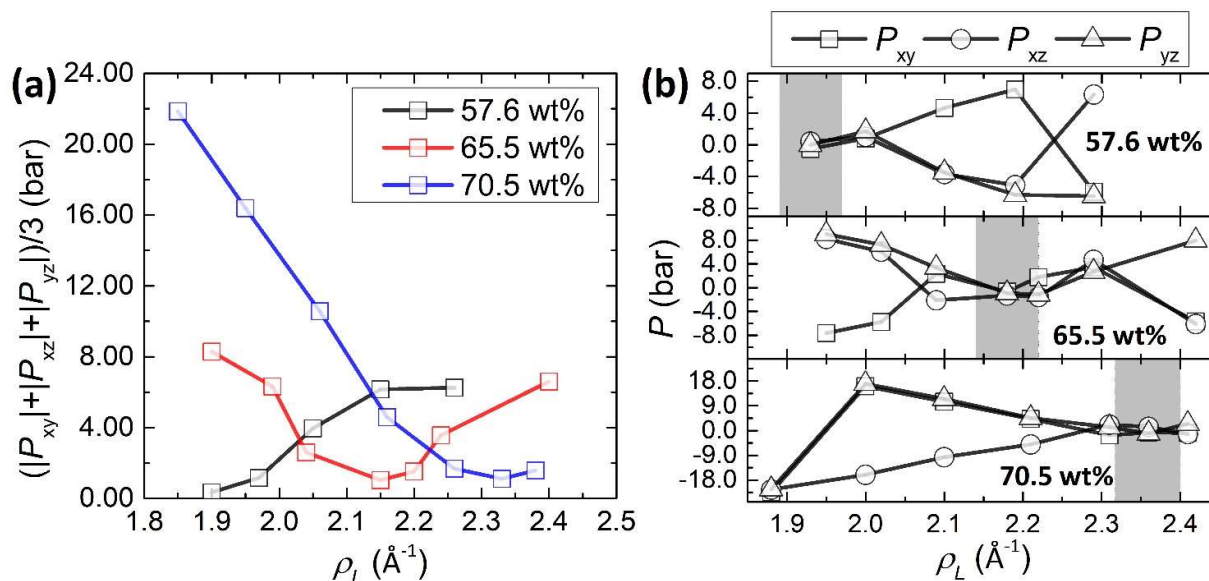 (a)
(|Pxy|+|Pxz|+|Pyz|)/3 (bar)
24.00
20.00
16.00
12.00
8.00
4.00
0.00
57.6 wt%
65.5 wt%
70.5 wt%
1.8 1.9 2.0 2.1 2.2 2.3 2.4 2.5
ρL (Å-1)
Pxy Pxz Pyz
(b)
P (bar)
8.0
4.0
0.0
-4.0
-8.0
57.6 wt%
8.0
4.0
0.0
-4.0
-8.0
65.5 wt%
18.0
9.0
0.0
-9.0
-18.0
70.5 wt%
1.9 2.0 2.1 2.2 2.3 2.4
ρL (Å-1)